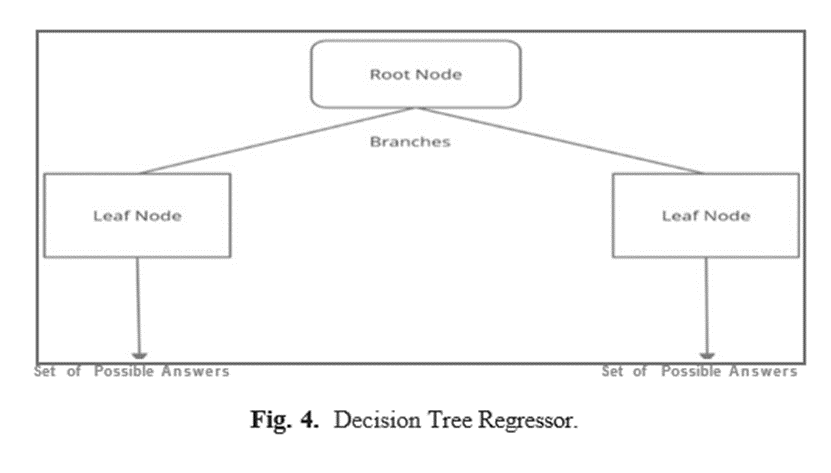 Root Node
Branches
Leaf Node
Leaf Node
Set of Possible Answers
Set of Possible Answers
Fig. 4. Decision Tree Regressor.